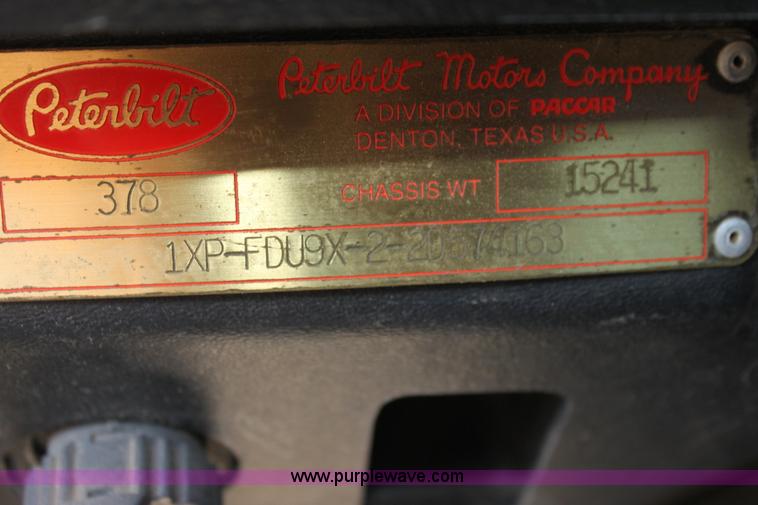 Peterbilt
Peterbilt Motors Company
A DIVISION OF PACCAR
DENTON, TEXAS U.S.A.
378
CHASSIS WT 15241
1XP-FDU9X-2-2D574163
www.purplewave.com